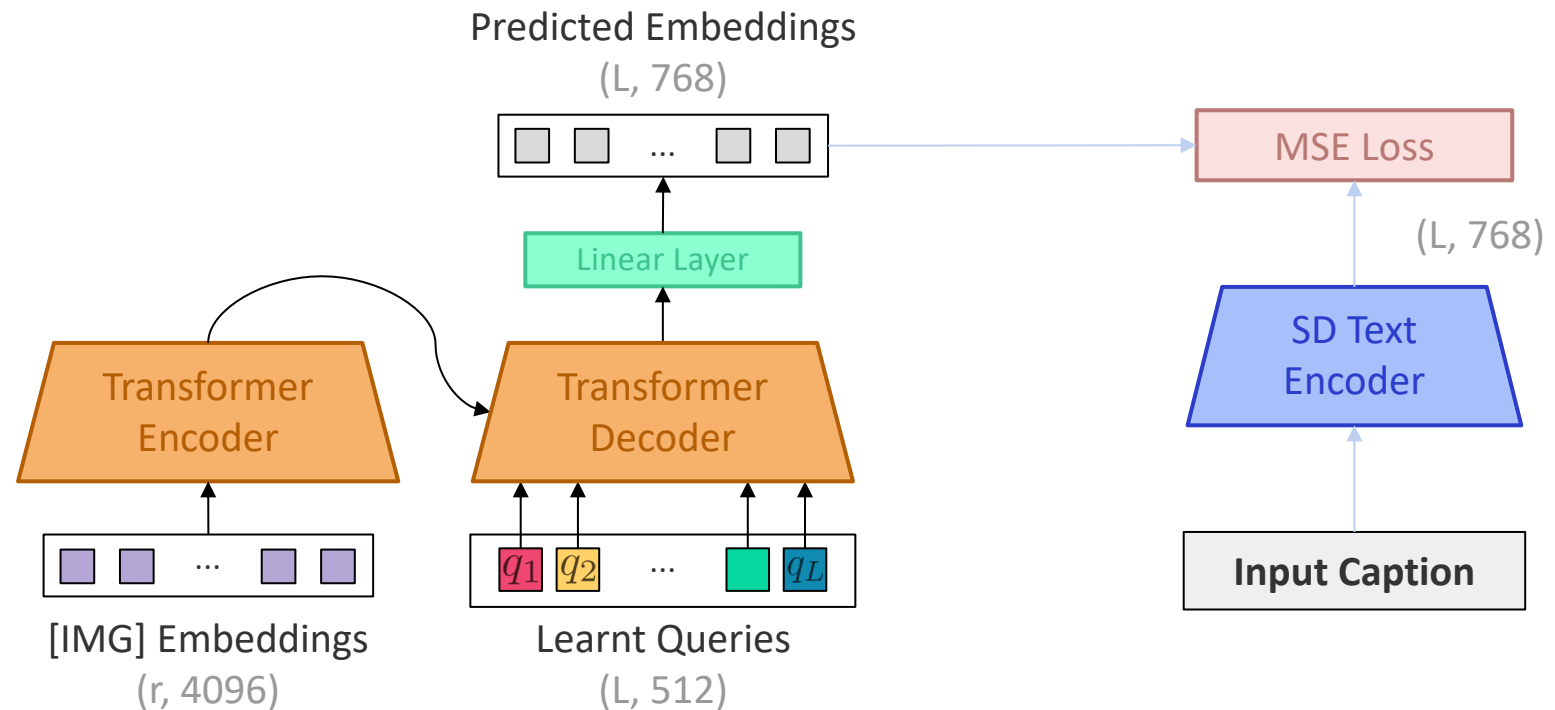 Predicted Embeddings
(L, 768)
...
MSE Loss
(L, 768)
Linear Layer
SD Text
Encoder
Transformer
Encoder
Transformer
Decoder
...
q1 q2 ... qL
Input Caption
[IMG] Embeddings
(r, 4096)
Learnt Queries
(L, 512)